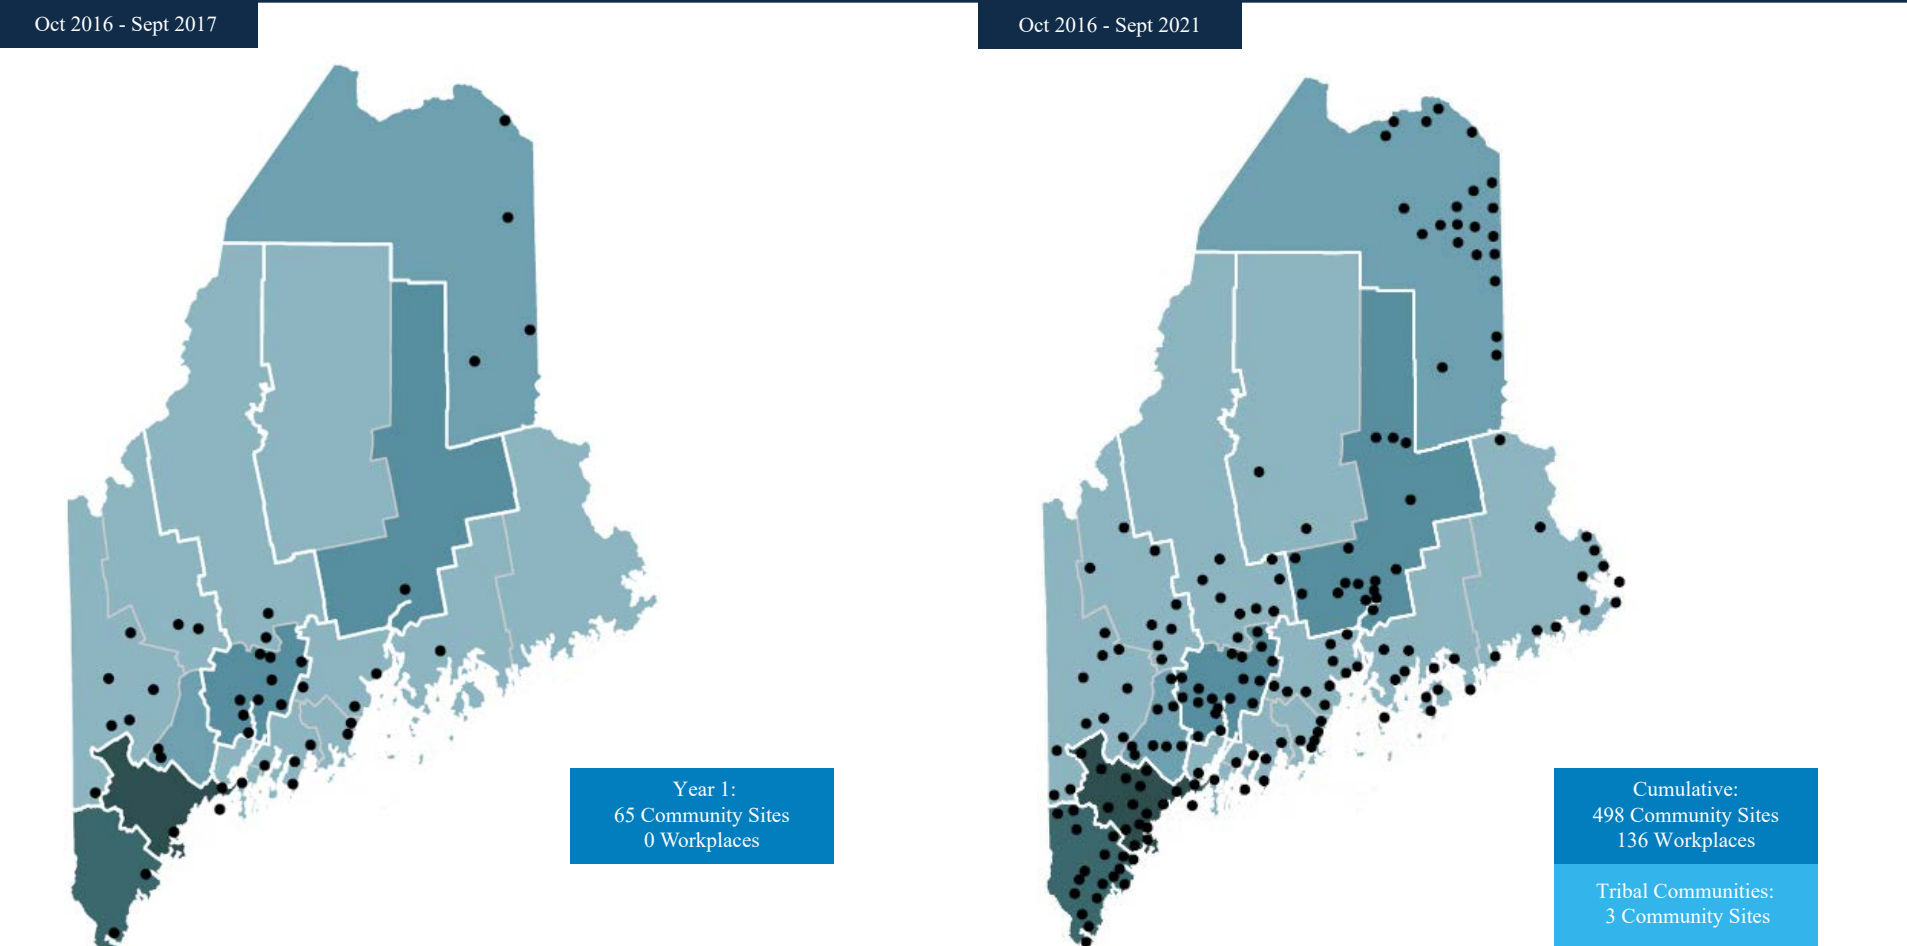 Oct 2016 - Sept 2017
Oct 2016 - Sept 2021
Year 1:
65 Community Sites
0 Workplaces
Cumulative:
498 Community Sites
136 Workplaces
Tribal Communities:
3 Community Sites